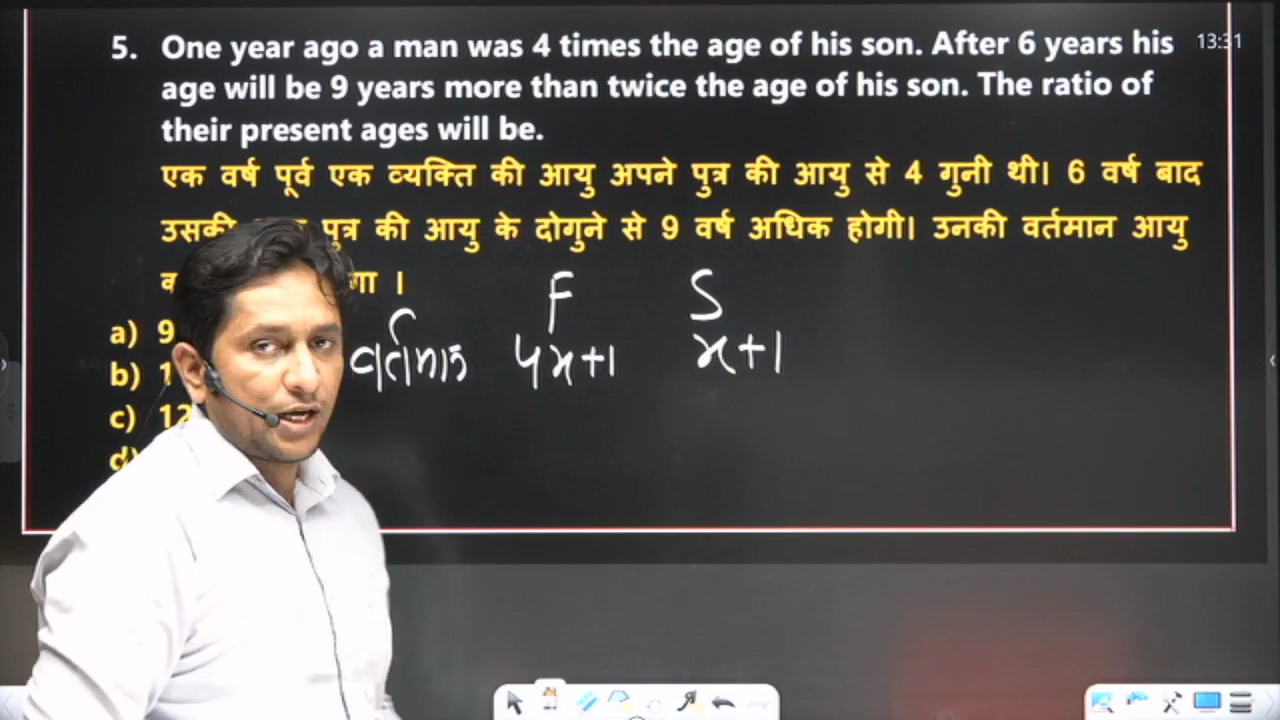 5. One year ago a man was 4 times the age of his son. After 6 years his
13:31
age will be 9 years more than twice the age of his son. The ratio of
their present ages will be.
एक वर्ष पूर्व एक व्यक्ति की आयु अपने पुत्र की आयु से 4 गुनी थी। 6 वर्ष बाद
उसकी पुत्र की आयु के दोगुने से 9 वर्ष अधिक होगी। उनकी वर्तमान आयु
।
F S
a) 9
वर्तमान 4x+1 x+1
b) 1
c) 12
d)